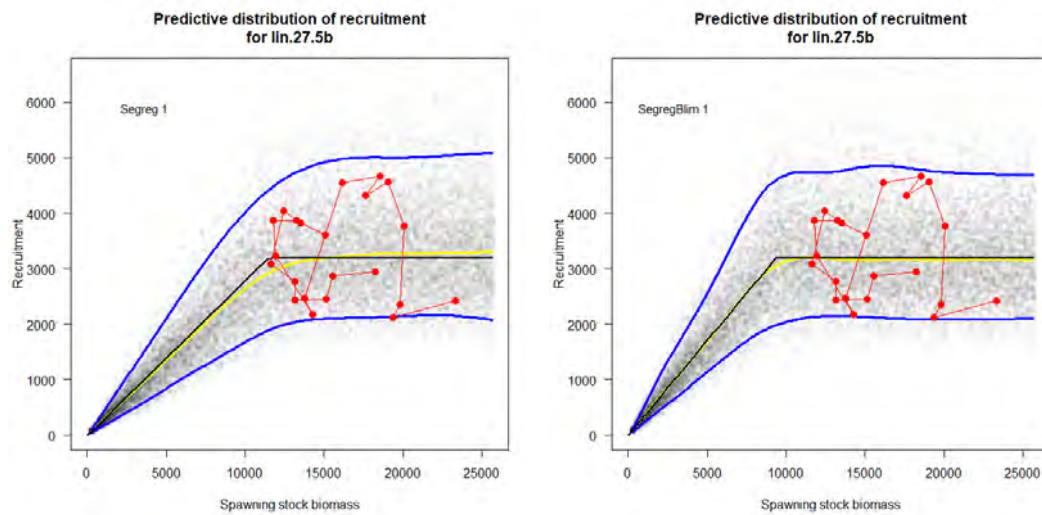 Predictive distribution of recruitment
for lin.27.5b
Segreg 1
Recruitment
6000
5000
4000
3000
2000
1000
0
0 5000 10000 15000 20000 25000
Spawning stock biomass
Predictive distribution of recruitment
for lin.27.5b
SegregBlim 1
Recruitment
6000
5000
4000
3000
2000
1000
0
0 5000 10000 15000 20000 25000
Spawning stock biomass